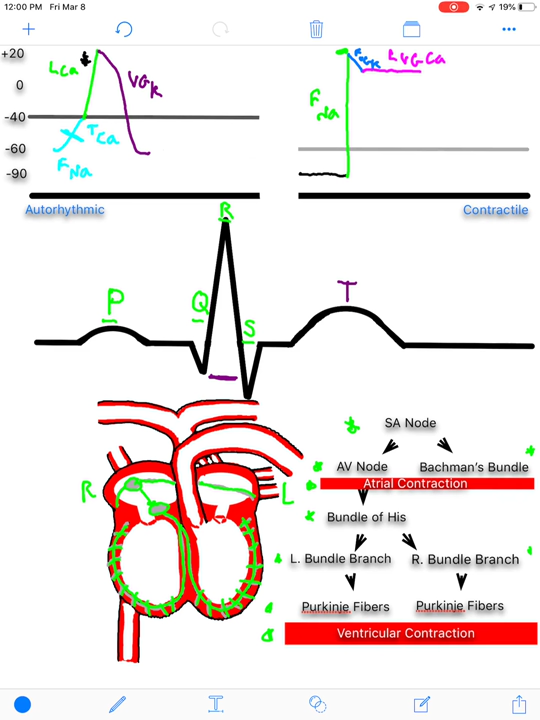 12:00 PM Fri Mar 8
19%
+20
0
-40
-60
-90
LCa
VGK
TCa
FNa
LVGCa
FNa
Autorhythmic
Contractile
P
Q
R
S
T
R
L
SA Node
AV Node
Bachman's Bundle
Atrial Contraction
Bundle of His
L. Bundle Branch
R. Bundle Branch
Purkinje Fibers
Purkinje Fibers
Ventricular Contraction